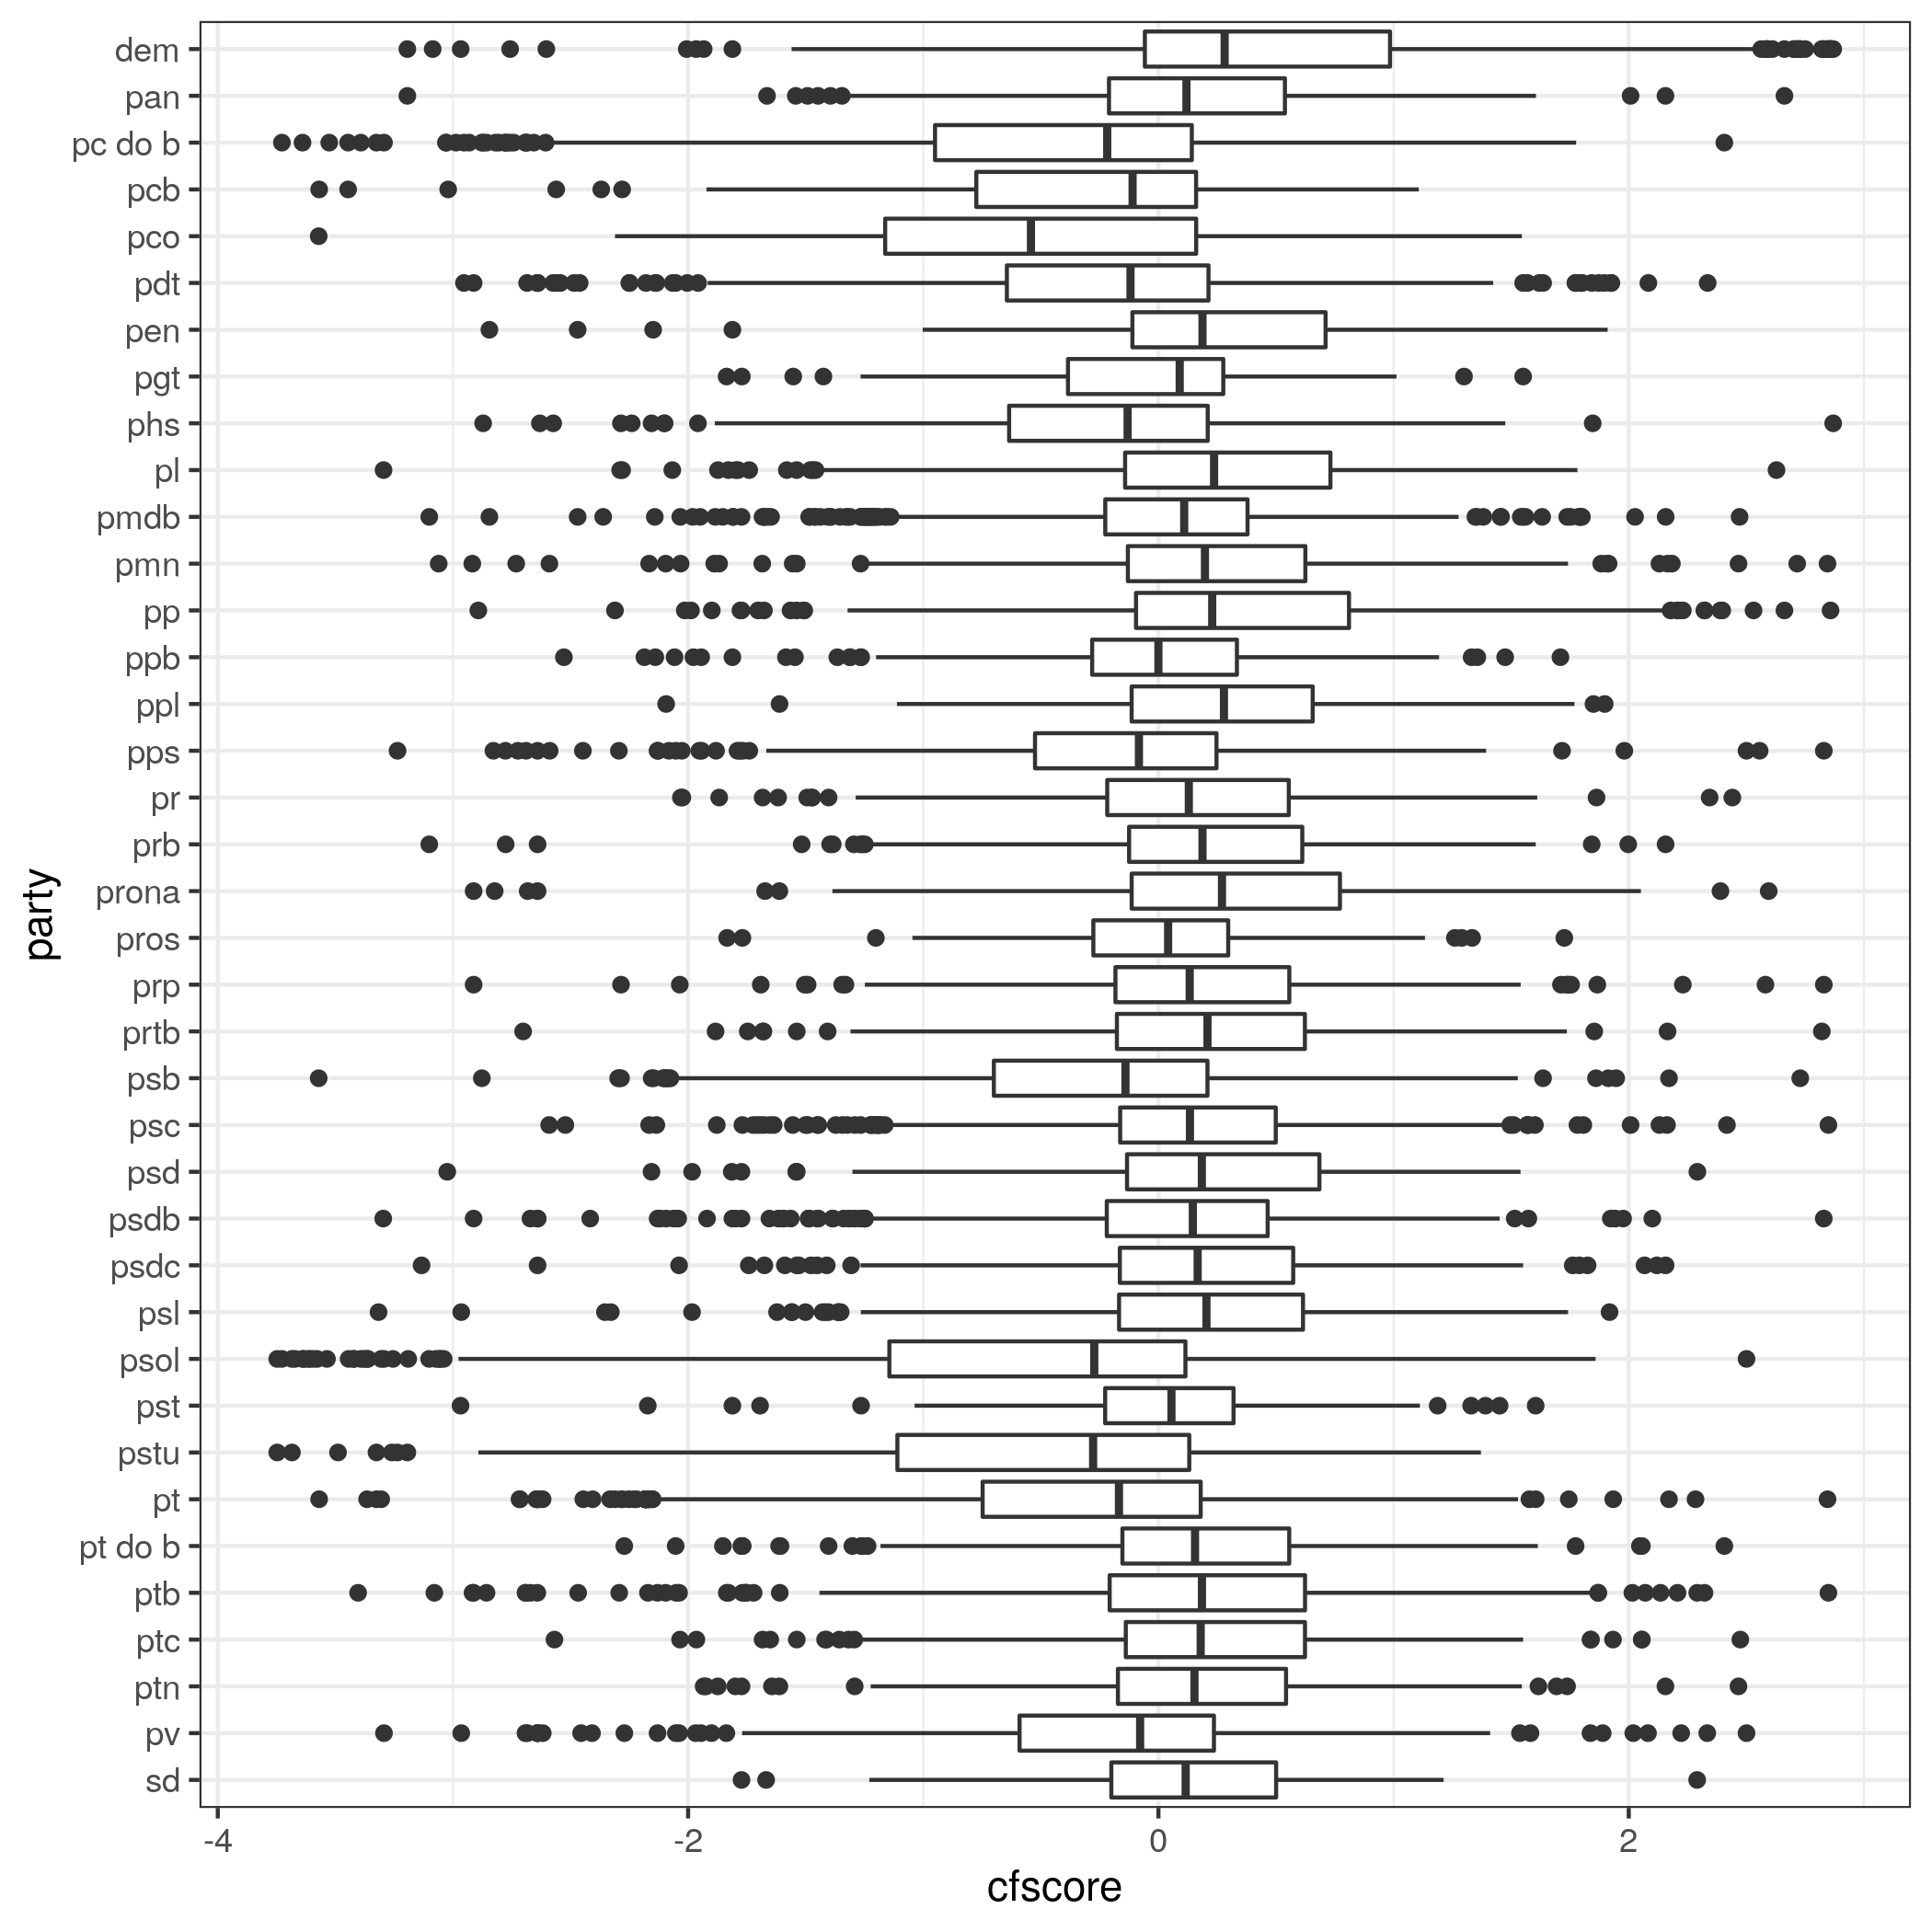 dem
pan
pc do b
pcb
pco
pdt
pen
pgt
phs
pl
pmdb
pmn
pp
ppb
ppl
pps
pr
prb
prona
pros
prp
prtb
psb
psc
psd
psdb
psdc
psl
psol
pst
pstu
pt
pt do b
ptb
ptc
ptn
pv
sd
party
-4 -2 0 2
cfscore